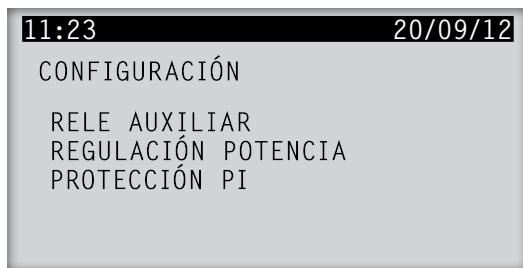 11:23 20/09/12
CONFIGURACIÓN
RELE AUXILIAR
REGULACIÓN POTENCIA
PROTECCIÓN PI